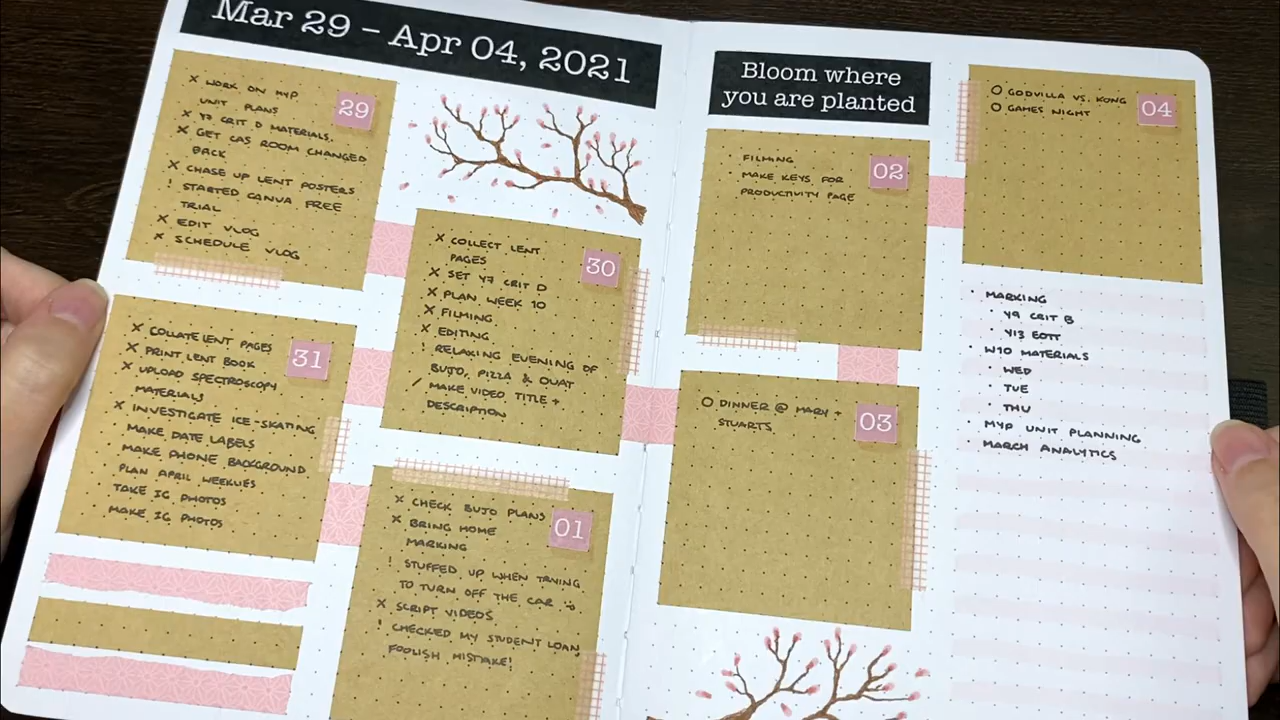 Mar 29 – Apr 04, 2021
29
× WORK ON MYP
UNIT PLANS
× Y7 CRIT D MATERIALS.
× GET CAS ROOM CHANGED
BACK
× CHASE UP LENT POSTERS
! STARTED CANVA FREE
TRIAL
× EDIT VLOG
× SCHEDULE VLOG
30
× COLLECT LENT
PAGES
× SET Y7 CRIT D
× PLAN WEEK 10
× FILMING
× EDITING
! RELAXING EVENING OF
BUJO, PIZZA & OUAT
/ MAKE VIDEO TITLE +
DESCRIPTION
31
× COLLATE LENT PAGES
× PRINT LENT BOOK
× UPLOAD SPECTROSCOPY
MATERIALS
× INVESTIGATE ICE-SKATING
· MAKE DATE LABELS
· MAKE PHONE BACKGROUND
· PLAN APRIL WEEKLIES
· TAKE IG PHOTOS
· MAKE IG PHOTOS
01
× CHECK BUJO PLANS
× BRING HOME
MARKING
! STUFFED UP WHEN TRYING
TO TURN OFF THE CAR
× SCRIPT VIDEOS
! CHECKED MY STUDENT LOAN,
FOOLISH MISTAKE!
Bloom where
you are planted
02
· FILMING
· MAKE KEYS FOR
PRODUCTIVITY PAGE
03
O DINNER @ MARY +
STUARTS
04
O GODVILLA VS. KONG
O GAMES NIGHT
· MARKING
· Y9 CRIT B
· Y13 EOTT
· W10 MATERIALS
· WED
· TUE
· THU
· MYP UNIT PLANNING
· MARCH ANALYTICS